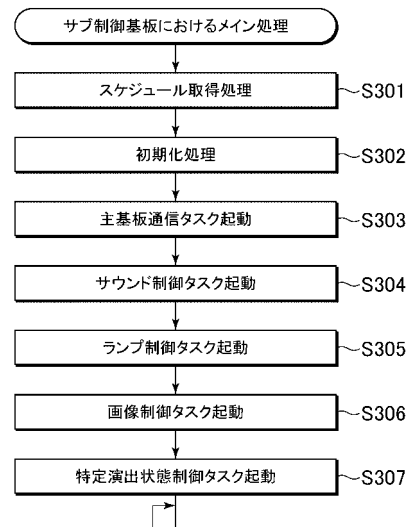 サブ制御基板におけるメイン処理
スケジュール取得処理
S301
初期化処理
S302
主基板通信タスク起動
S303
サウンド制御タスク起動
S304
ランプ制御タスク起動
S305
画像制御タスク起動
S306
特定演出状態制御タスク起動
S307